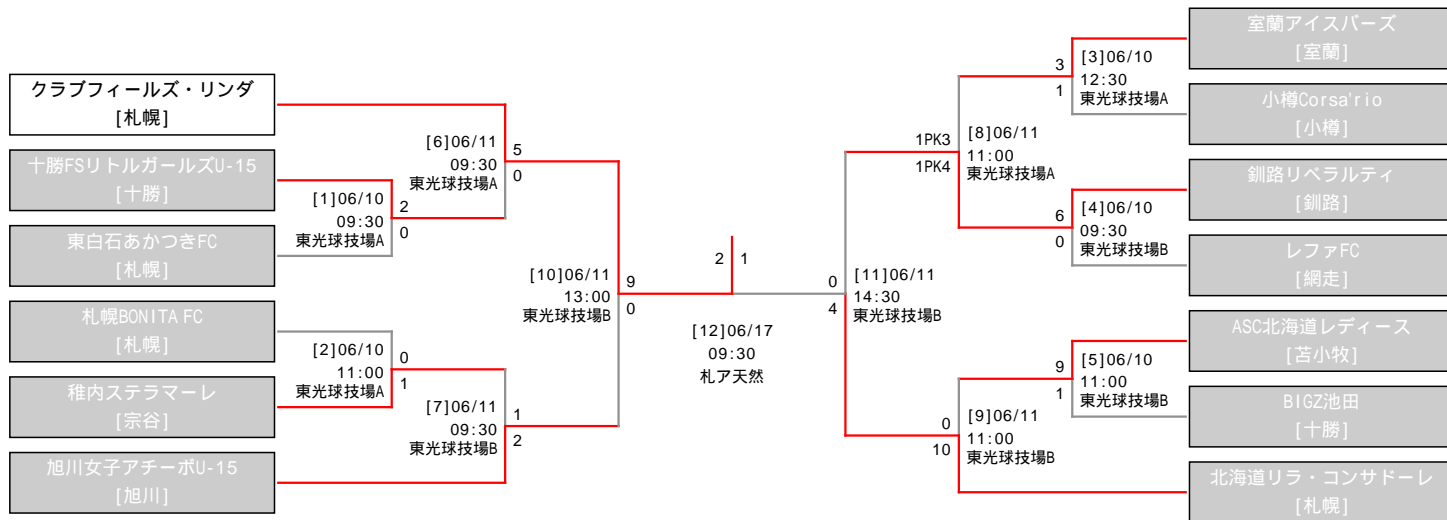 クラブフィールズ・リンダ
[札幌]
十勝FSリトルガールズU-15
[十勝]
東白石あかつきFC
[札幌]
札幌BONITA FC
[札幌]
稚内ステラマーレ
[宗谷]
旭川女子アチーボU-15
[旭川]
[1]06/10
09:30
東光球技場A
2
0
[2]06/10
11:00
東光球技場A
0
1
[6]06/11
09:30
東光球技場A
5
0
[7]06/11
09:30
東光球技場B
1
2
[10]06/11
13:00
東光球技場B
9
0
2 1
[12]06/17
09:30
札ア天然
0
4
[11]06/11
14:30
東光球技場B
1PK3
1PK4
[8]06/11
11:00
東光球技場A
0
10
[9]06/11
11:00
東光球技場B
3
1
[3]06/10
12:30
東光球技場A
6
0
[4]06/10
09:30
東光球技場B
9
1
[5]06/10
11:00
東光球技場B
室蘭アイスバーズ
[室蘭]
小樽Corsa'rio
[小樽]
釧路リベラルティ
[釧路]
レファFC
[網走]
ASC北海道レディース
[苫小牧]
BIGZ池田
[十勝]
北海道リラ・コンサドーレ
[札幌]